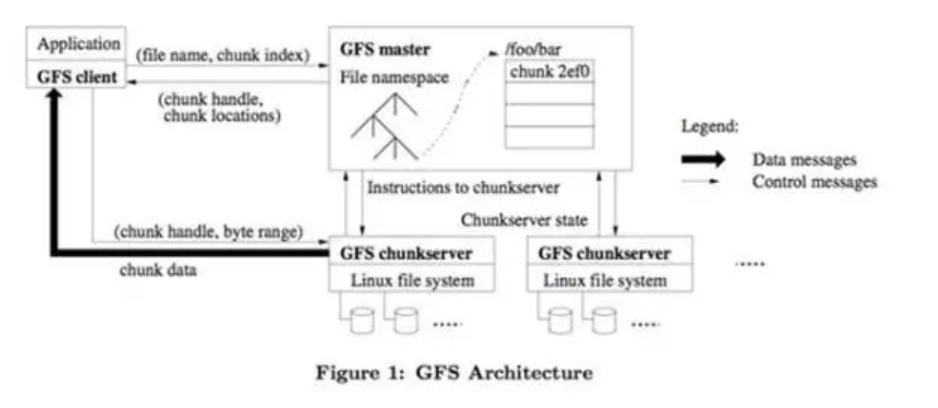 Application
GFS client
(file name, chunk index)
(chunk handle,
chunk locations)
GFS master
File namespace
/foo/bar
chunk 2ef0
Legend:
Data messages
Control messages
Instructions to chunkserver
Chunkserver state
(chunk handle, byte range)
chunk data
GFS chunkserver
Linux file system
GFS chunkserver
Linux file system
Figure 1: GFS Architecture